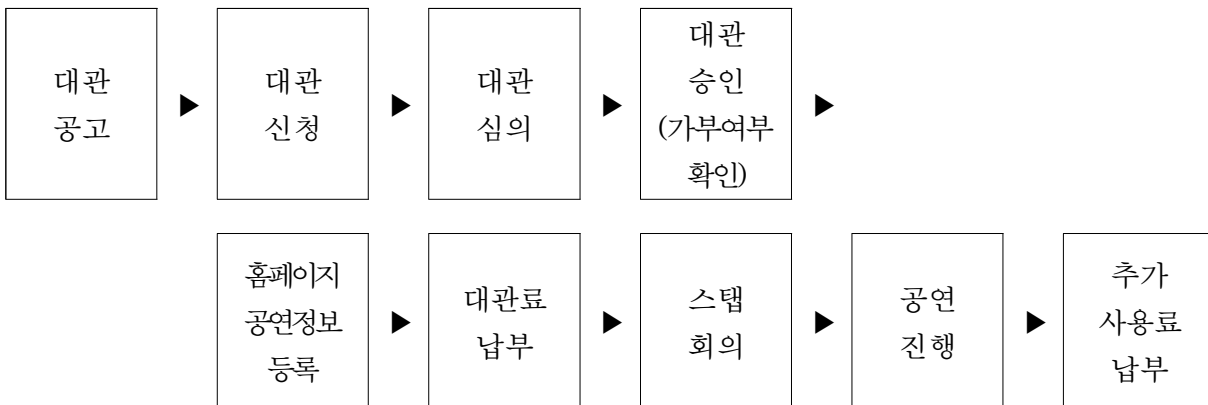 대관
공고
▶
대관
신청
▶
대관
심의
▶
대관
승인
(가부여부
확인)
▶
홈페이지
공연정보
등록
▶
대관료
납부
▶
스탭
회의
▶
공연
진행
▶
추가
사용료
납부